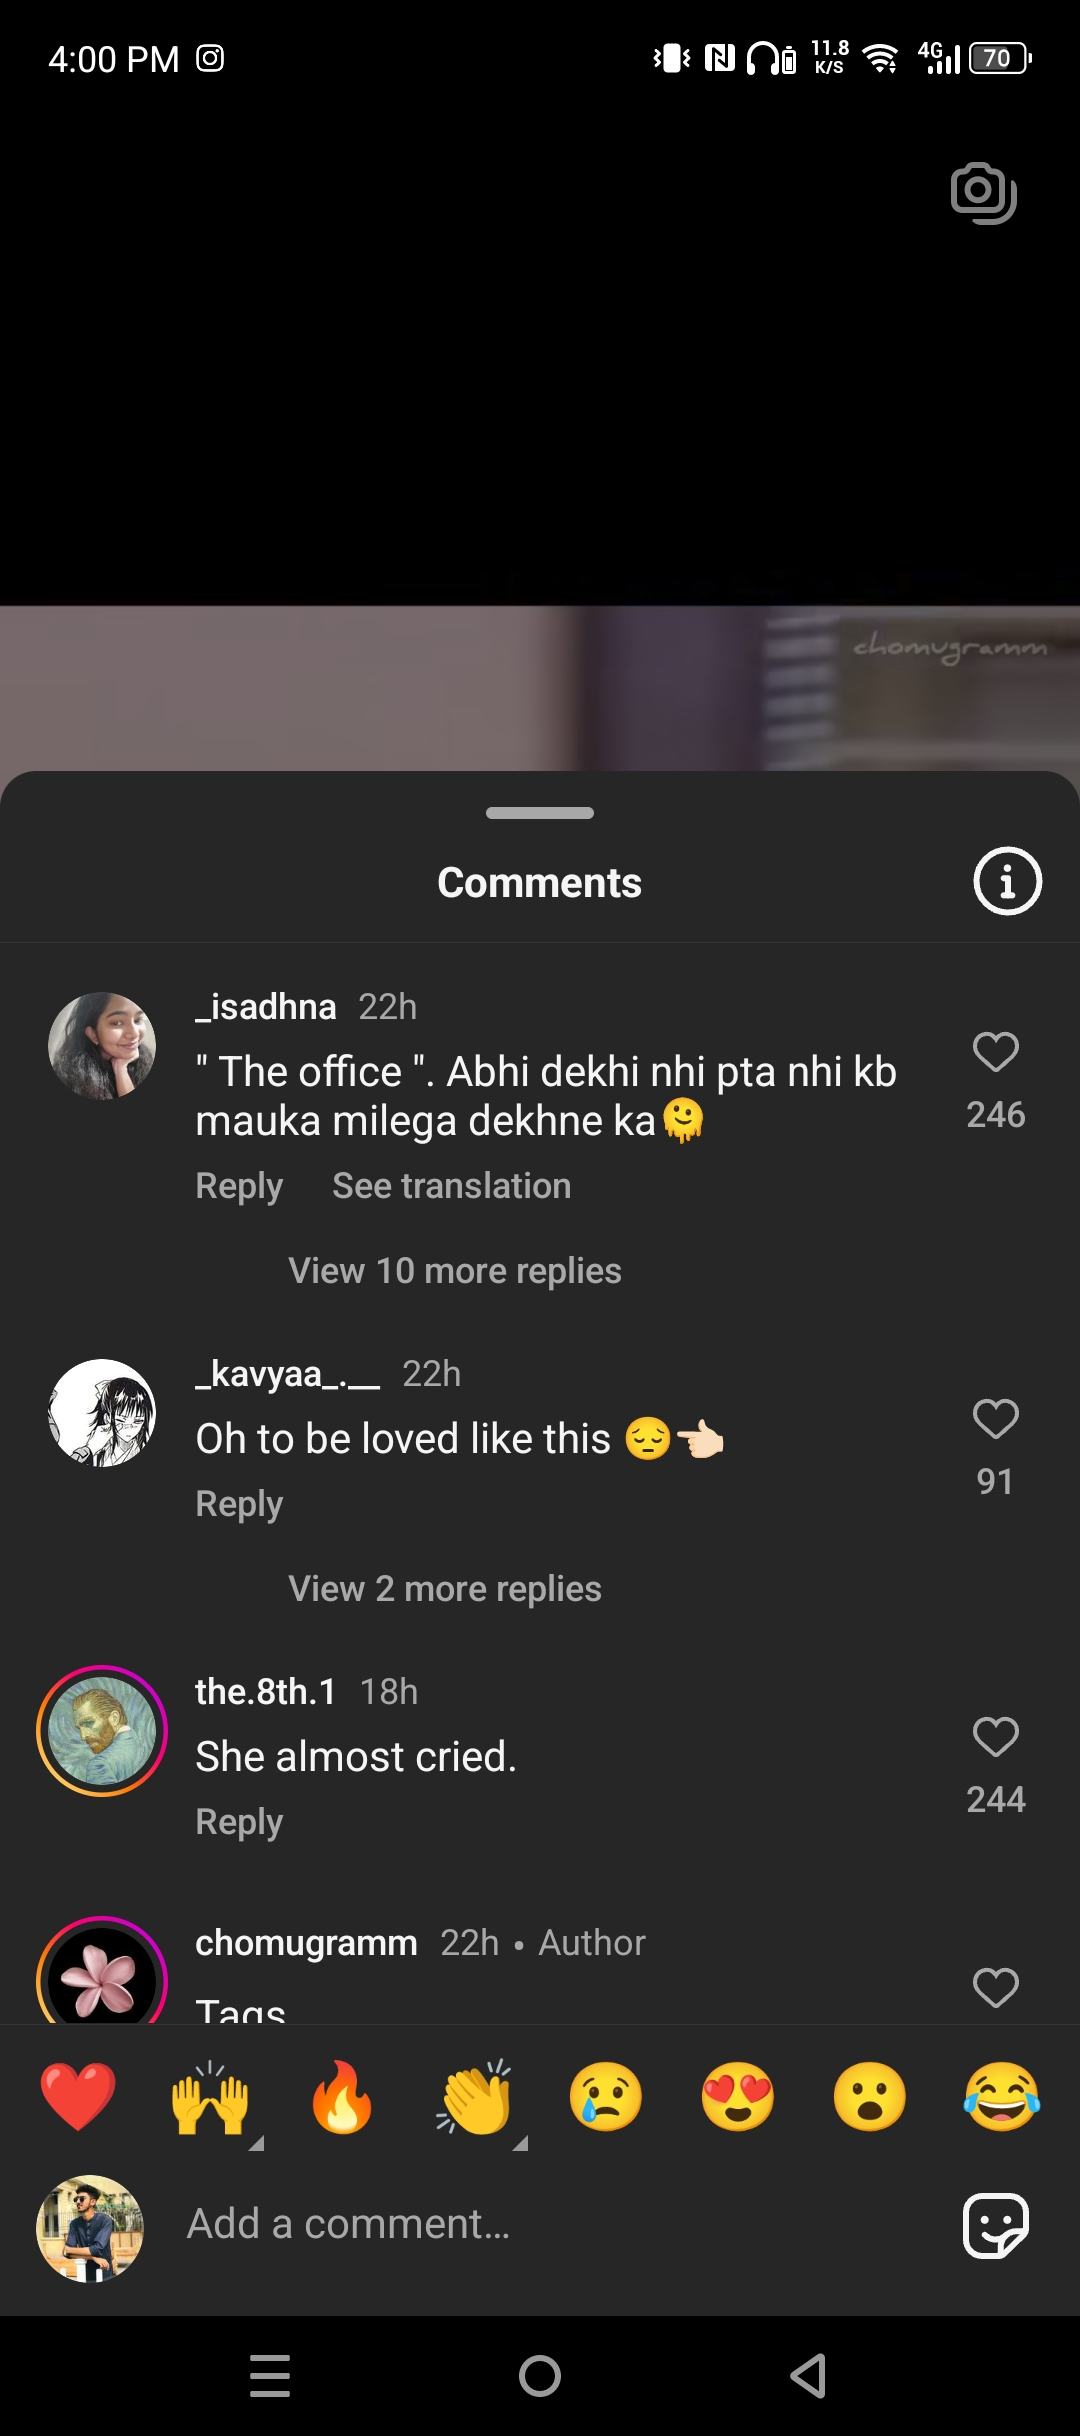 4:00 PM
11.8
K/S
4G
70
chomugramm
Comments
_isadhna 22h
" The office ". Abhi dekhi nhi pta nhi kb
mauka milega dekhne ka🫠
246
Reply See translation
View 10 more replies
_kavyaa_.__ 22h
Oh to be loved like this 😔👈🏻
91
Reply
View 2 more replies
the.8th.1 18h
She almost cried.
244
Reply
chomugramm 22h • Author
Tags
❤️ 🙌 🔥 👏 😢 😍 😮 😂
Add a comment...